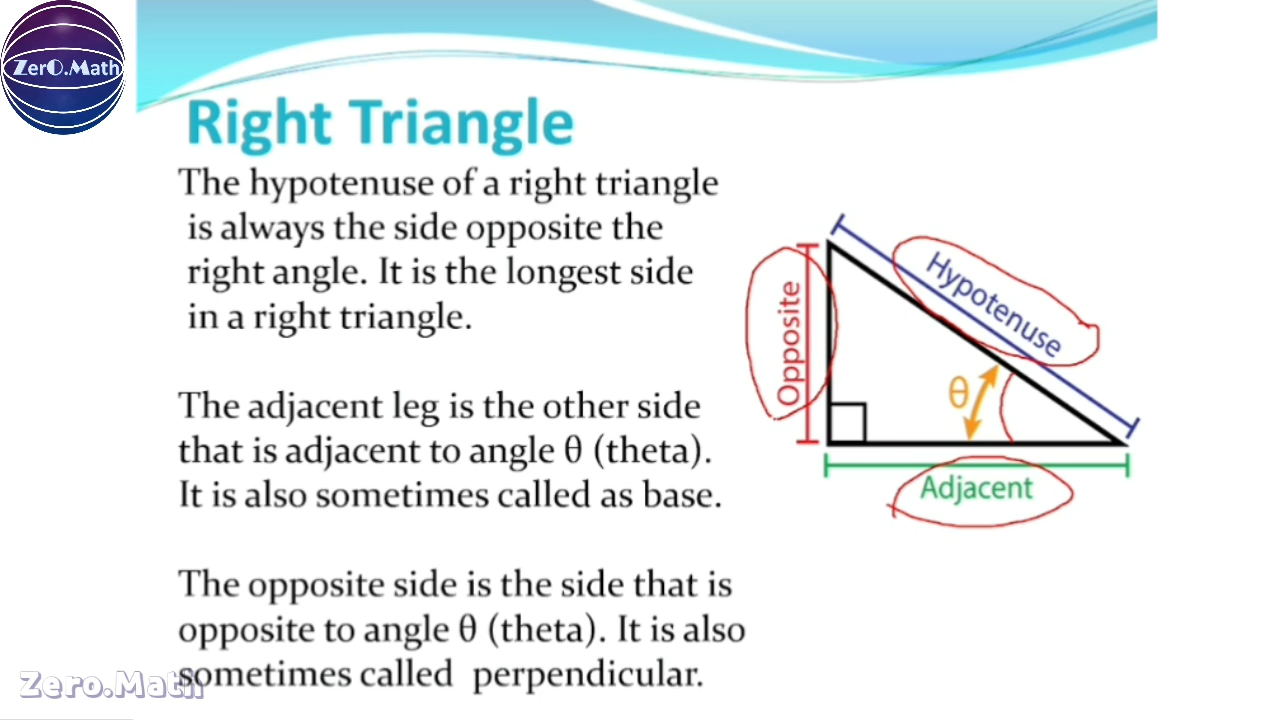 ZerO.Math
Right Triangle
The hypotenuse of a right triangle
is always the side opposite the
right angle. It is the longest side
in a right triangle.
The adjacent leg is the other side
that is adjacent to angle θ (theta).
It is also sometimes called as base.
The opposite side is the side that is
opposite to angle θ (theta). It is also
sometimes called perpendicular.
Opposite
Hypotenuse
θ
Adjacent
Zero.Math